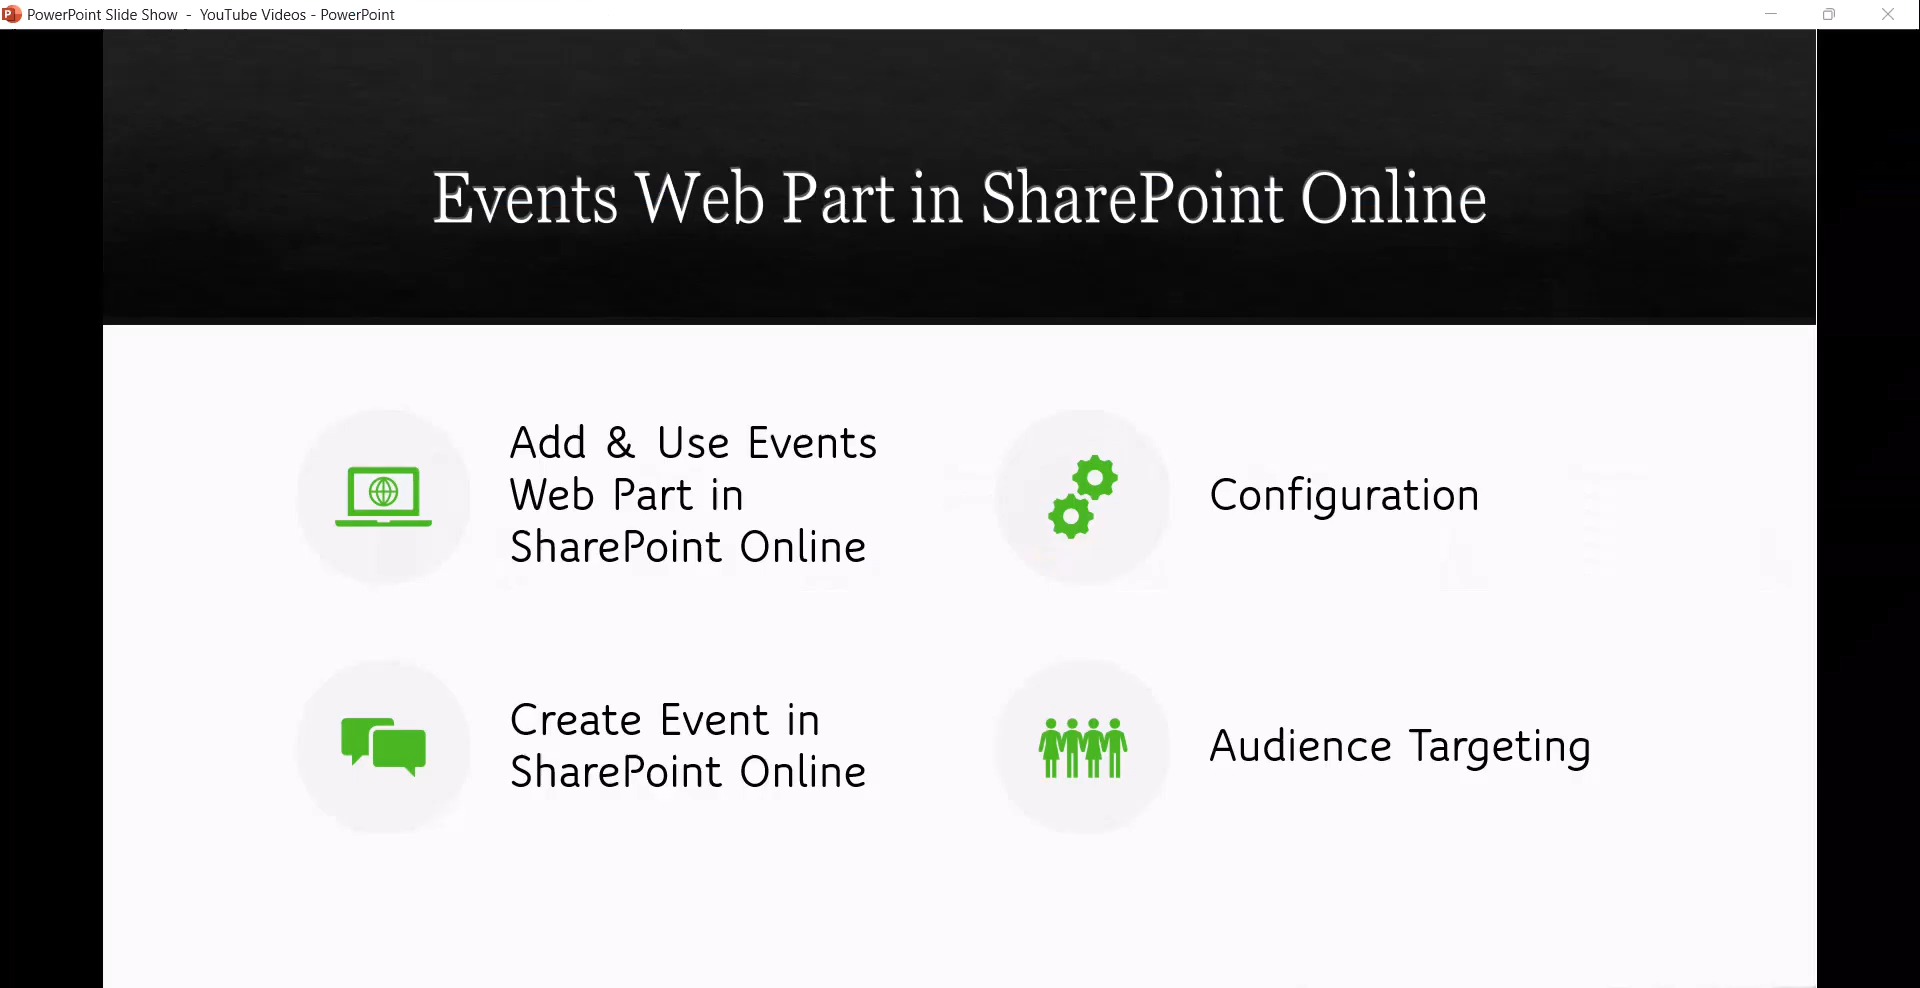 PowerPoint Slide Show - YouTube Videos - PowerPoint
Events Web Part in SharePoint Online
Add & Use Events
Web Part in
SharePoint Online
Configuration
Create Event in
SharePoint Online
Audience Targeting